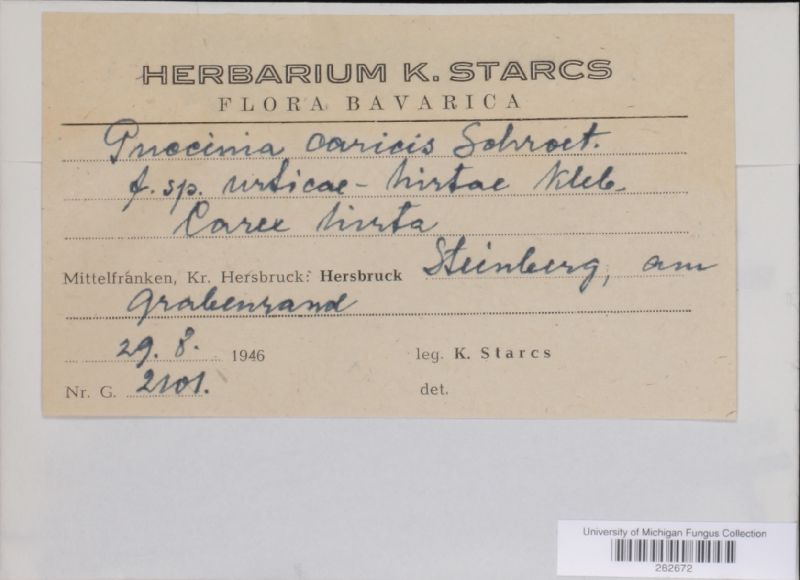 HERBARIUM K. STARCS
FLORA BAVARICA
Puccinia caricis Schroet.
f. sp. urticae - hirtae Kleb.
Carex hirta
Mittelfranken, Kr. Hersbruck: Hersbruck Steinberg, am
Grabenrand
29. 8. 1946 leg. K. Starcs
Nr. G. 2101. det.
University of Michigan Fungus Collection
282672